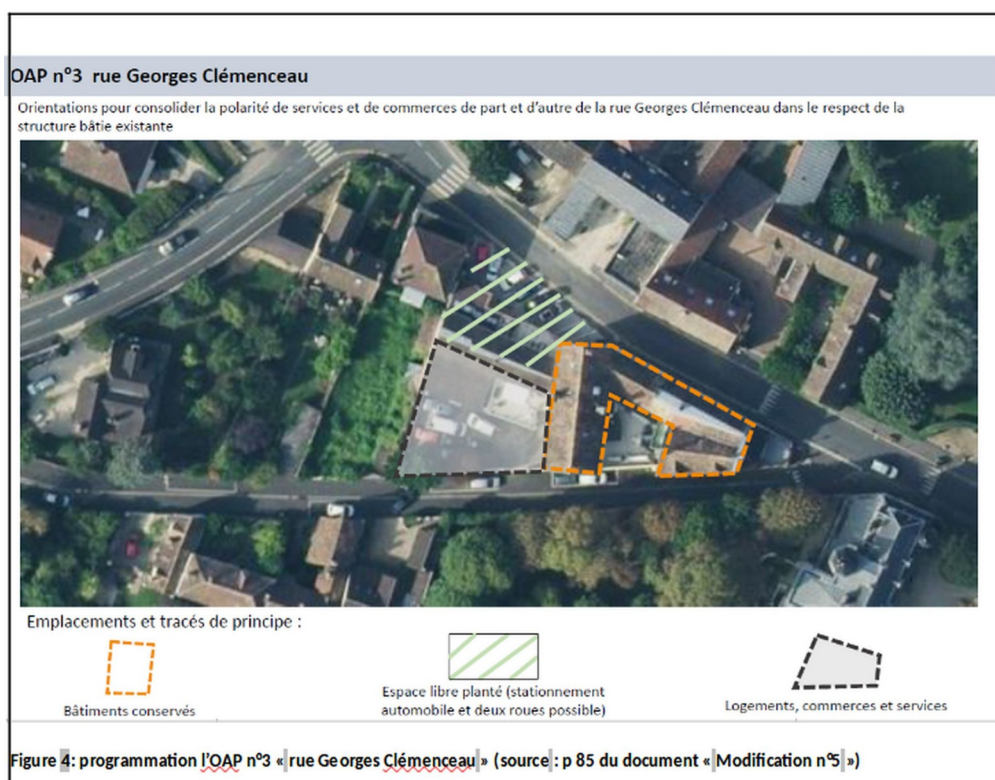 OAP n°3 rue Georges Clémenceau
Orientations pour consolider la polarité de services et de commerces de part et d'autre de la rue Georges Clémenceau dans le respect de la
structure bâtie existante
Emplacements et tracés de principe :
Bâtiments conservés
Espace libre planté (stationnement
automobile et deux roues possible)
Logements, commerces et services
Figure 4: programmation l'OAP n°3 « rue Georges Clémenceau » (source : p 85 du document « Modification n°5 »)